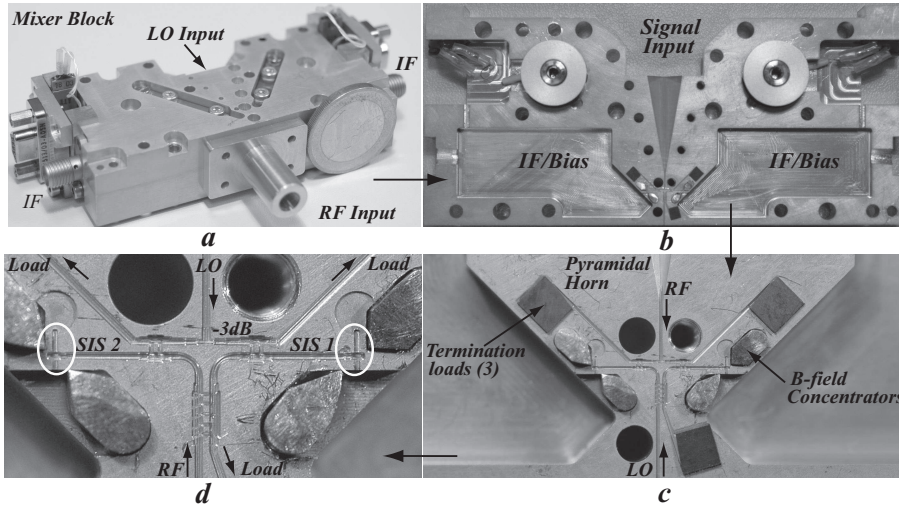 Mixer Block
LO Input
IF
IF
RF Input
a
Signal
Input
IF/Bias
IF/Bias
b
Load
LO
Load
-3dB
SIS 2
SIS 1
RF
Load
d
Pyramidal
Horn
RF
Termination
loads (3)
B-field
Concentrators
LO
c